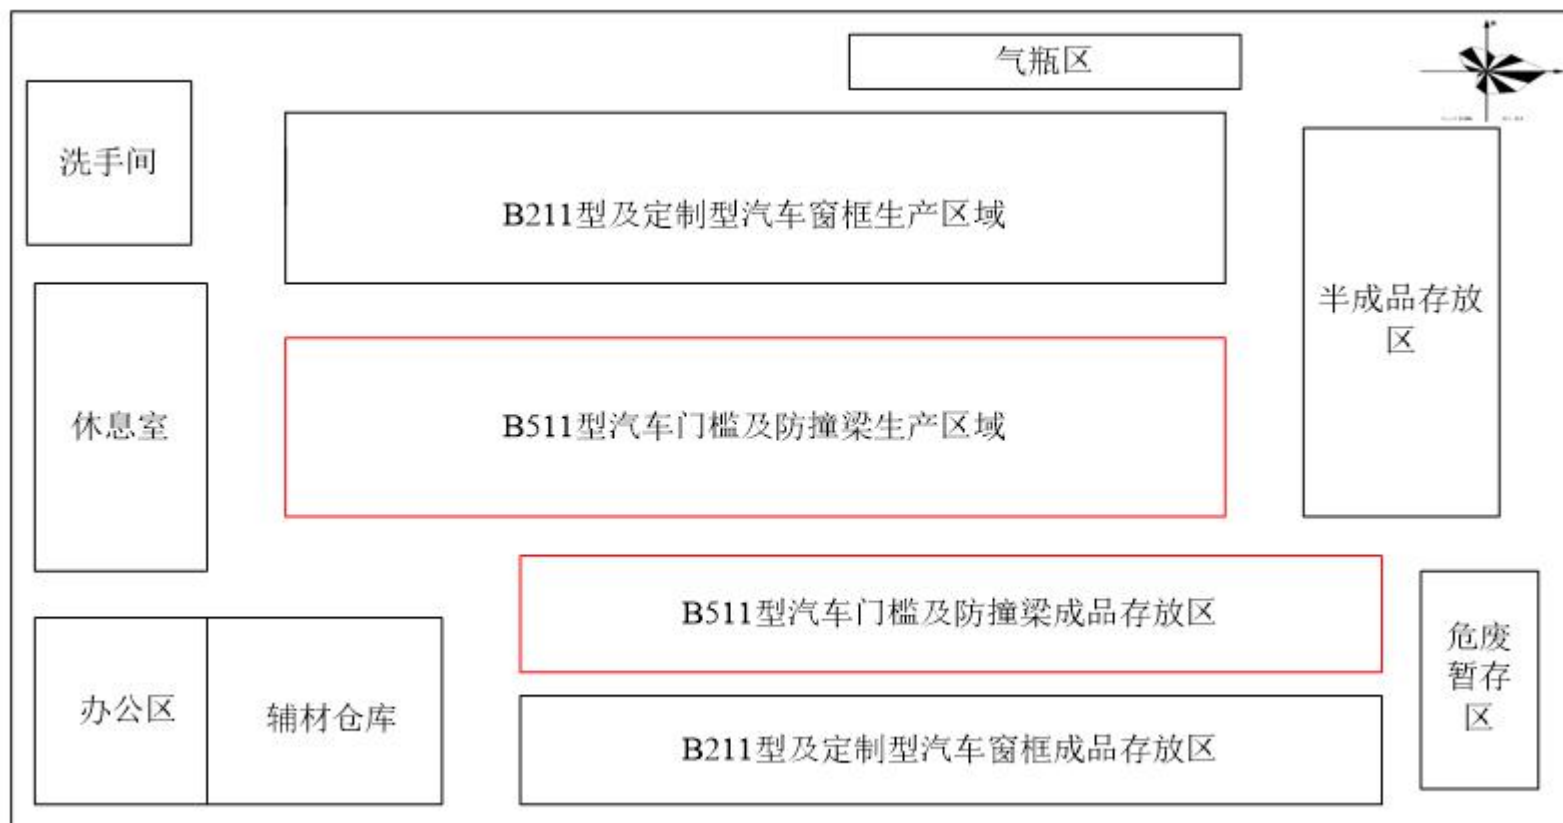 气瓶区
洗手间
B211型及定制型汽车窗框生产区域
半成品存放
区
休息室
B511型汽车门槛及防撞梁生产区域
B511型汽车门槛及防撞梁成品存放区
危废
暂存
区
办公区
辅材仓库
B211型及定制型汽车窗框成品存放区